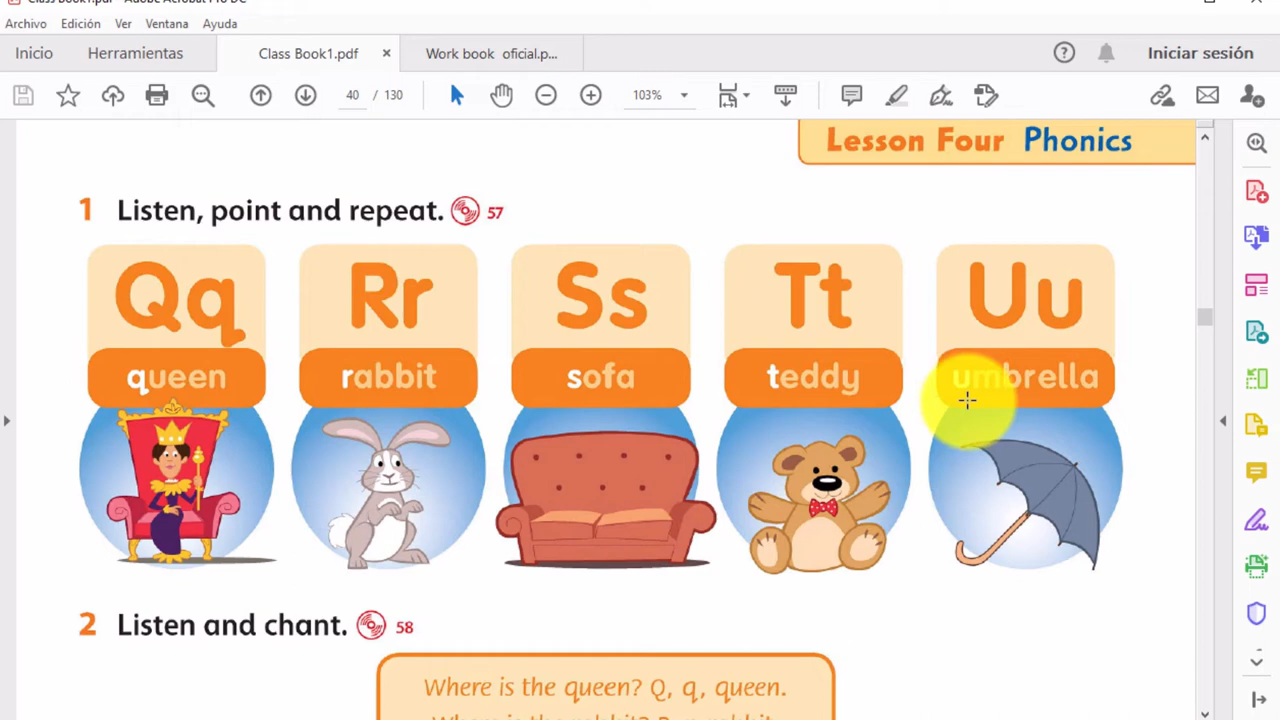 Archivo Edición Ver Ventana Ayuda
Inicio Herramientas Class Book1.pdf Work book oficial.p... Iniciar sesión
40 / 130 103%
Lesson Four Phonics
1 Listen, point and repeat. 57
Qq Rr Ss Tt Uu
queen rabbit sofa teddy umbrella
2 Listen and chant. 58
Where is the queen? Q, q, queen.